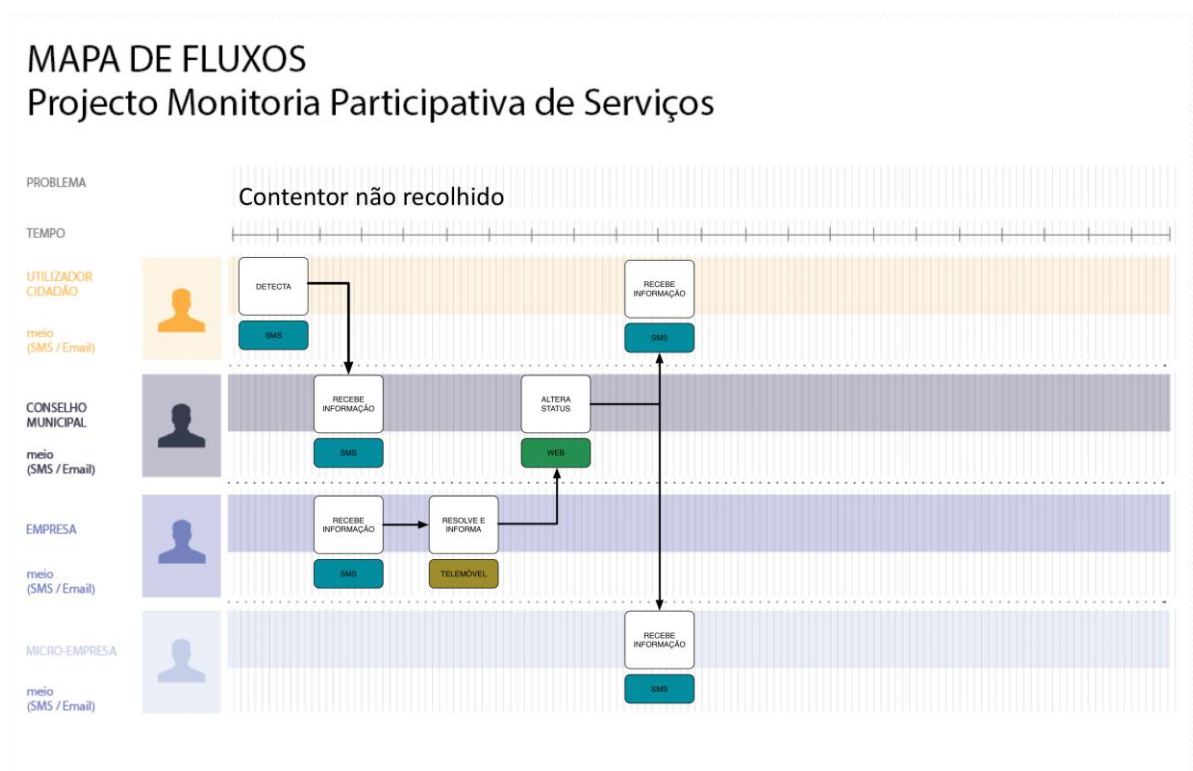 MAPA DE FLUXOS
Projecto Monitoria Participativa de Serviços
PROBLEMA
Contentor não recolhido
TEMPO
UTILIZADOR
CIDADÃO
meio
(SMS / Email)
DETECTA
SMS
RECEBE
INFORMAÇÃO
SMS
CONSELHO
MUNICIPAL
meio
(SMS / Email)
RECEBE
INFORMAÇÃO
SMS
ALTERA
STATUS
WEB
EMPRESA
meio
(SMS / Email)
RECEBE
INFORMAÇÃO
SMS
RESOLVE E
INFORMA
TELEMÓVEL
MICRO-EMPRESA
meio
(SMS / Email)
RECEBE
INFORMAÇÃO
SMS